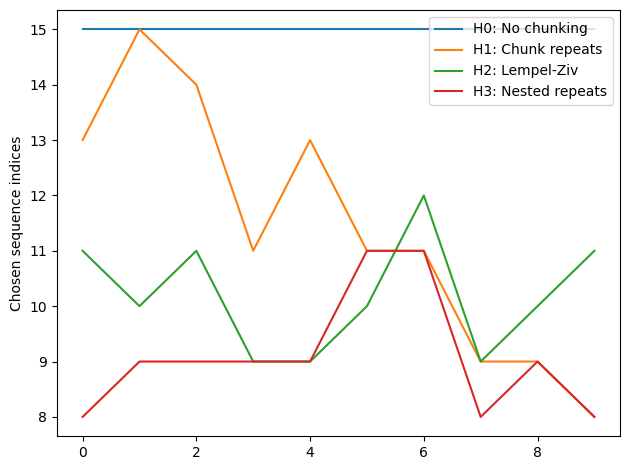 15
14
13
12
11
10
9
8
Chosen sequence indices
H0: No chunking
H1: Chunk repeats
H2: Lempel-Ziv
H3: Nested repeats
0 2 4 6 8